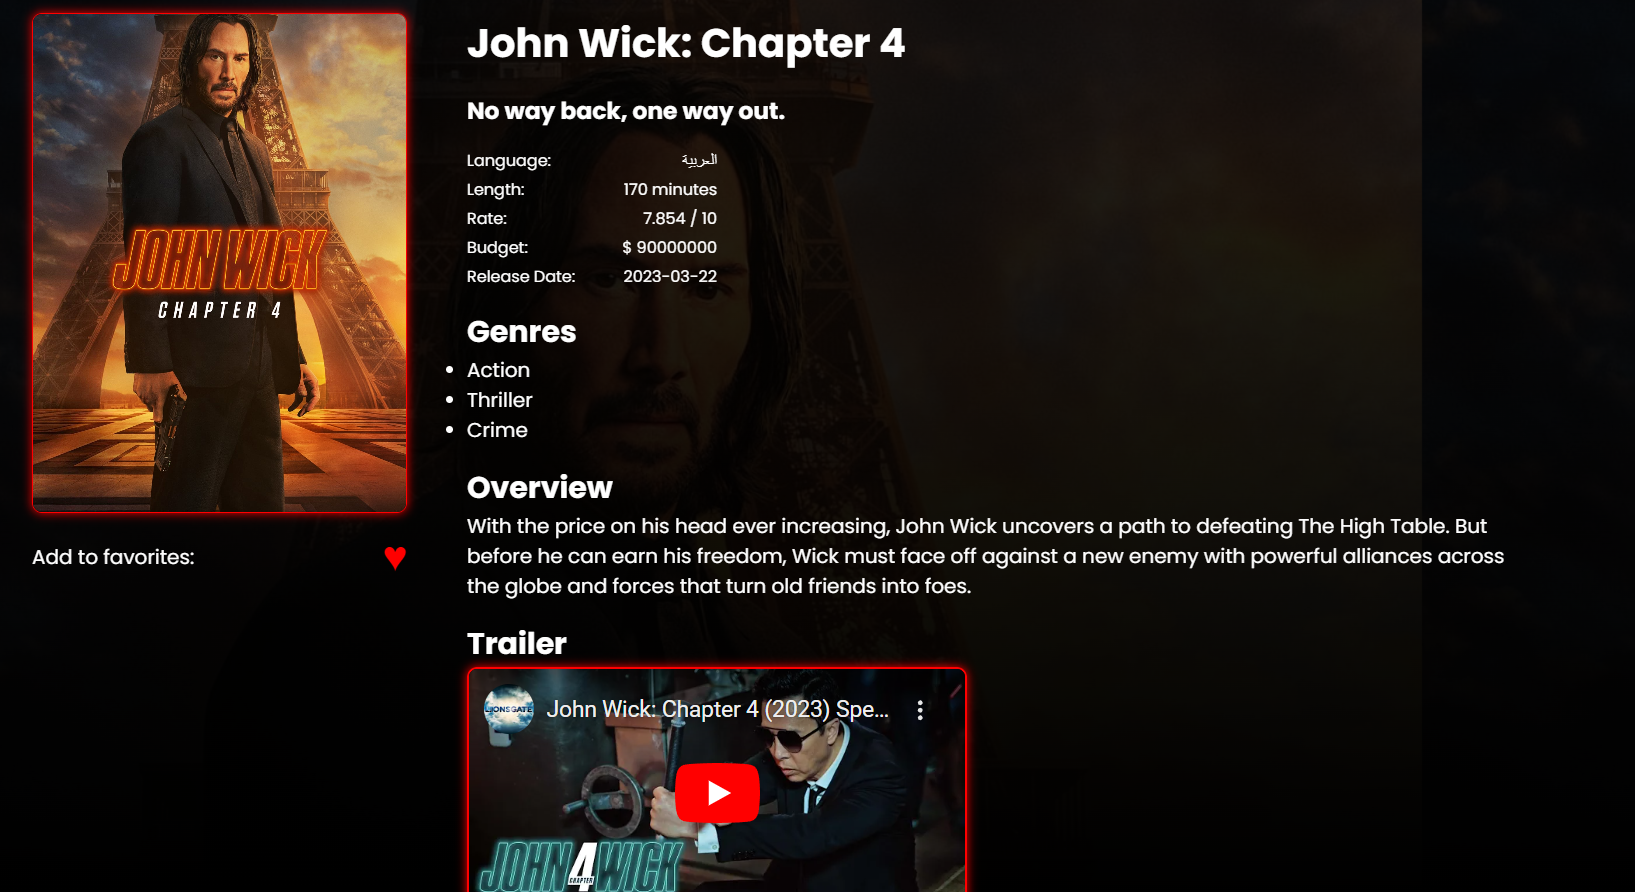 John Wick: Chapter 4
No way back, one way out.
Language: العربية
Length: 170 minutes
Rate: 7.854 / 10
Budget: $ 90000000
Release Date: 2023-03-22
Genres
Action
Thriller
Crime
Overview
With the price on his head ever increasing, John Wick uncovers a path to defeating The High Table. But
before he can earn his freedom, Wick must face off against a new enemy with powerful alliances across
the globe and forces that turn old friends into foes.
Trailer
LIONSGATE
John Wick: Chapter 4 (2023) Spe...
JOHN 4 WICK
CHAPTER
JOHN WICK
CHAPTER 4
Add to favorites: